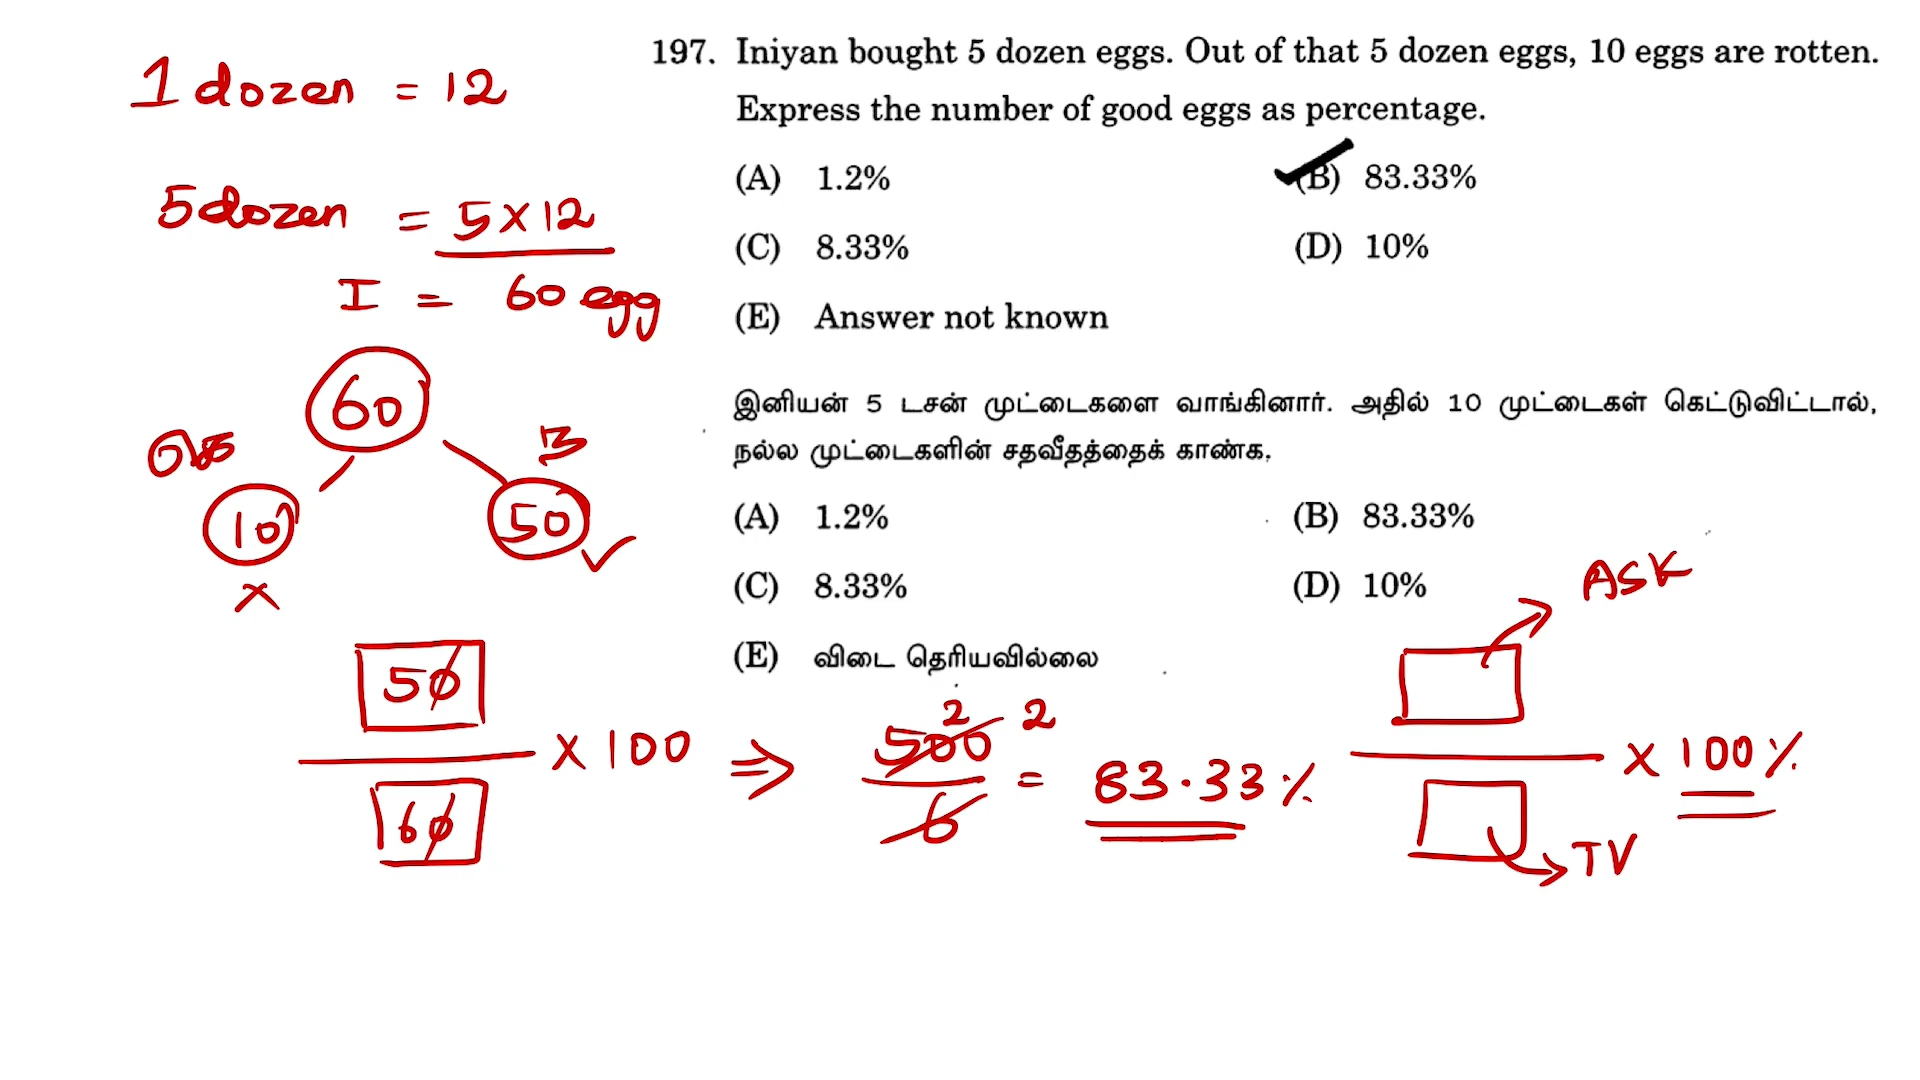 1 dozen = 12
5 dozen = 5 x 12
I = 60 egg
60
கெ
ந
10
50
x
50
60
x 100
⇒
500
6
2 2
= 83.33%
197. Iniyan bought 5 dozen eggs. Out of that 5 dozen eggs, 10 eggs are rotten.
Express the number of good eggs as percentage.
(A) 1.2%
(B) 83.33%
(C) 8.33%
(D) 10%
(E) Answer not known
இனியன் 5 டசன் முட்டைகளை வாங்கினார். அதில் 10 முட்டைகள் கெட்டுவிட்டால்,
நல்ல முட்டைகளின் சதவீதத்தைக் காண்க.
(A) 1.2%
(B) 83.33%
(C) 8.33%
(D) 10%
(E) விடை தெரியவில்லை
ASK
x 100%
TV